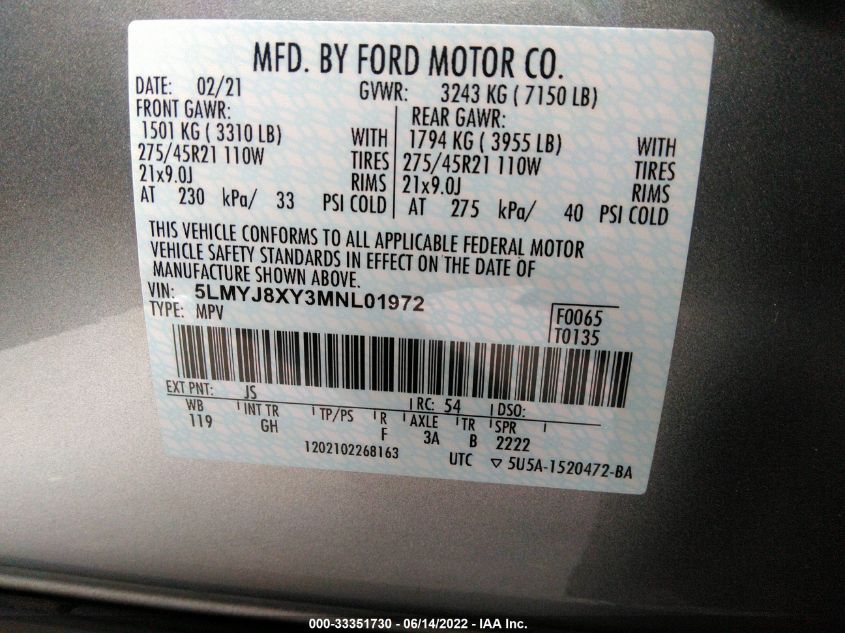 MFD. BY FORD MOTOR CO.
DATE: 02/21 GVWR: 3243 KG ( 7150 LB)
FRONT GAWR: REAR GAWR:
1501 KG ( 3310 LB) WITH 1794 KG ( 3955 LB) WITH
275/45R21 110W TIRES 275/45R21 110W TIRES
21x9.0J RIMS 21x9.0J RIMS
AT 230 kPa/ 33 PSI COLD AT 275 kPa/ 40 PSI COLD
THIS VEHICLE CONFORMS TO ALL APPLICABLE FEDERAL MOTOR
VEHICLE SAFETY STANDARDS IN EFFECT ON THE DATE OF
MANUFACTURE SHOWN ABOVE.
VIN: 5LMYJ8XY3MNL01972
TYPE: MPV F0065
T0135
EXT PNT: JS RC: 54 DSO:
WB INT TR TP/PS R AXLE TR SPR
119 GH F 3A B 2222
1202102268163 UTC ▽ 5U5A-1520472-BA
000-33351730 - 06/14/2022 - IAA Inc.